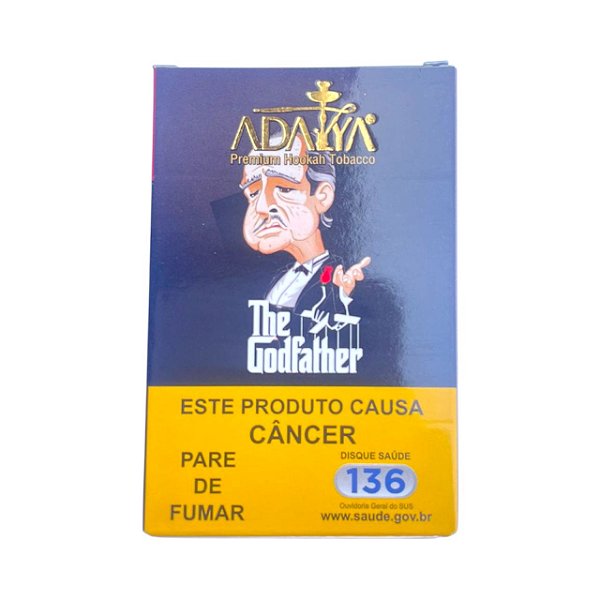 ADALYA
Premium Hookah Tobacco
The
Godfather
ESTE PRODUTO CAUSA
CÂNCER
PARE
DE
FUMAR
DISQUE SAÚDE
136
Ouvidoria Geral do SUS
www.saude.gov.br